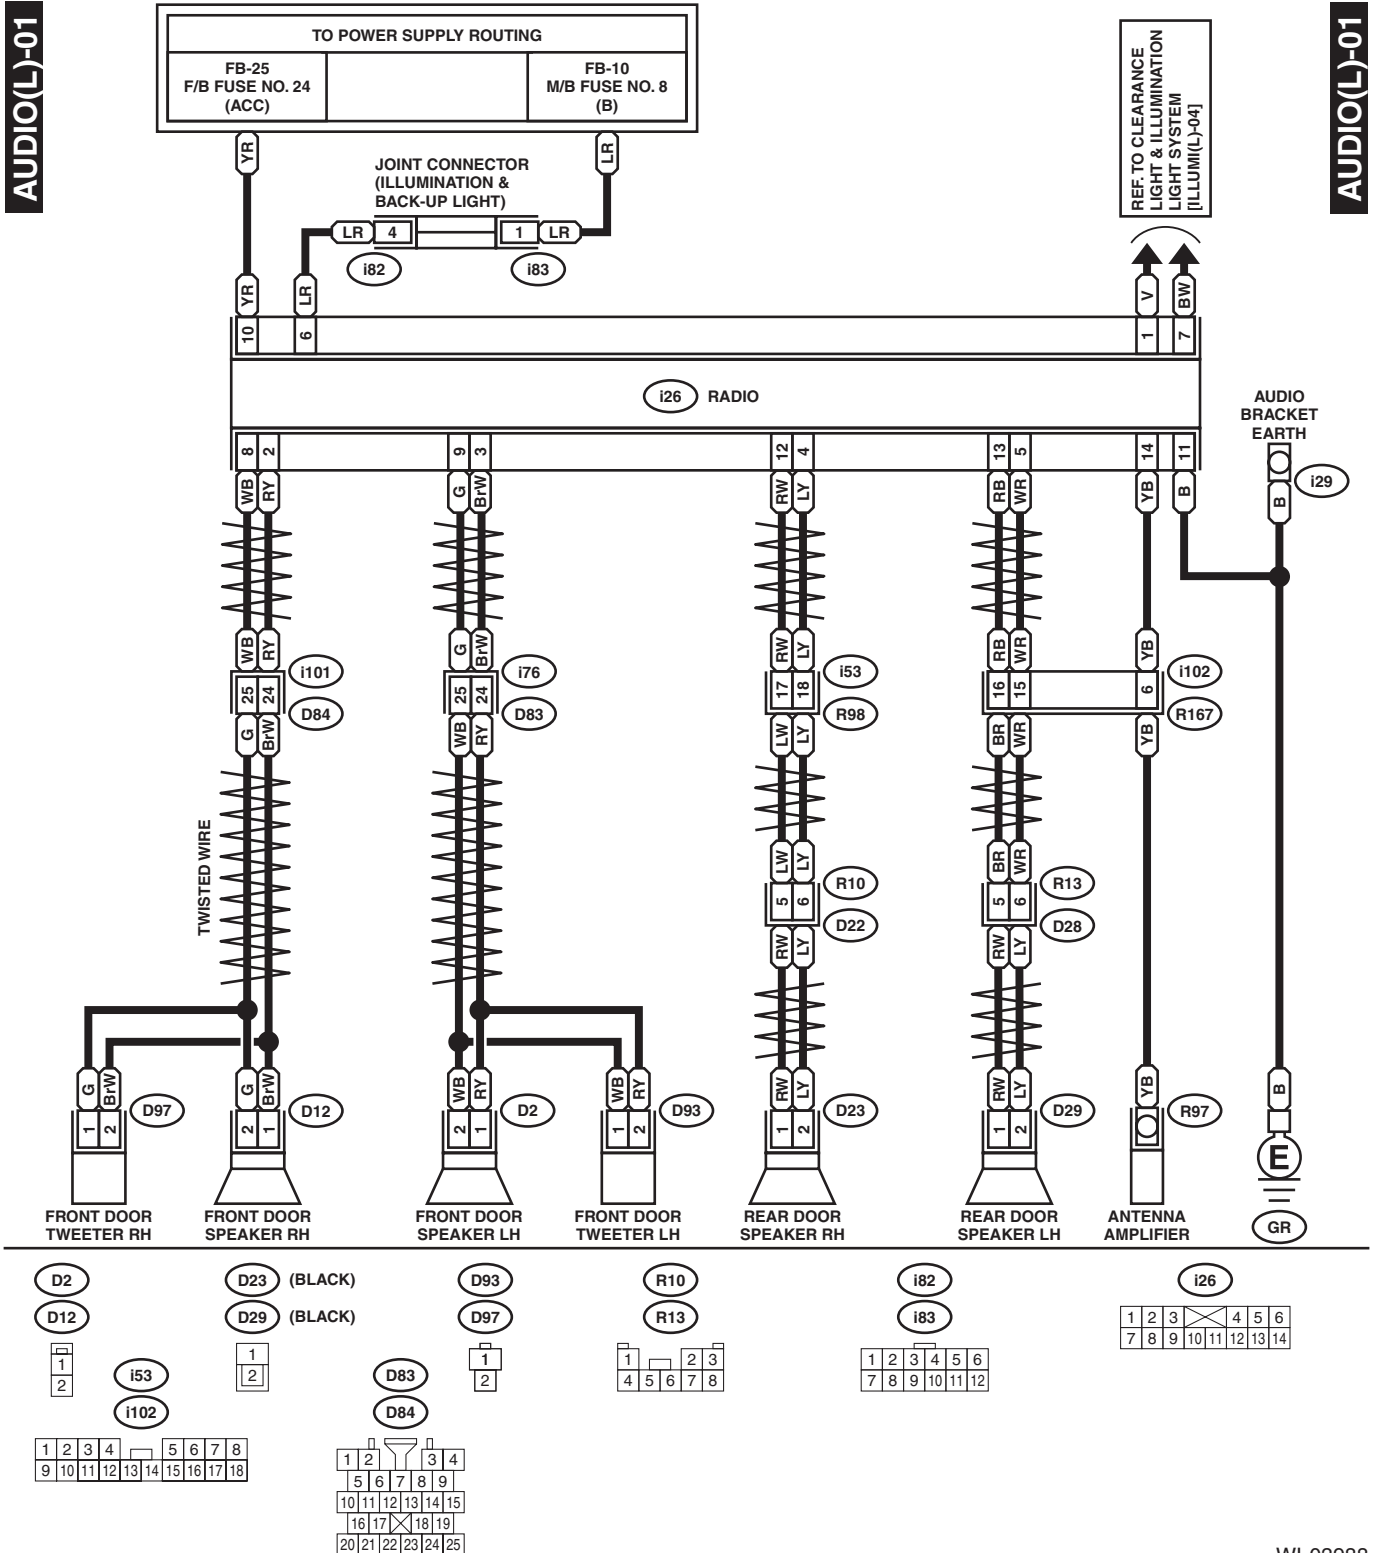 AUDIO(L)-01
AUDIO(L)-01
TO POWER SUPPLY ROUTING
FB-25
F/B FUSE NO. 24
(ACC)
FB-10
M/B FUSE NO. 8
(B)
REF. TO CLEARANCE
LIGHT & ILLUMINATION
LIGHT SYSTEM
[ILLUMI(L)-04]
YR
LR
JOINT CONNECTOR
(ILLUMINATION &
BACK-UP LIGHT)
LR 4 1 LR
i82 i83
YR LR V BW
10 6 1 7
i26 RADIO
AUDIO
BRACKET
EARTH
i29
8 2 9 3 12 4 13 5 14 11
WB RY G BrW RW LY RB WR YB B B
WB RY G BrW RW LY RB WR YB
i101 i76 i53 i102
25 24 25 24 17 18 16 15 6
D84 D83 R98 R167
G BrW WB RY LW LY BR WR YB
TWISTED WIRE
LW LY BR WR
R10 R13
5 6 5 6
D22 D28
RW LY RW LY
G BrW G BrW WB RY WB RY RW LY RW LY YB B
D97 D12 D2 D93 D23 D29 R97
1 2 2 1 2 1 1 2 1 2 1 2
E
FRONT DOOR
TWEETER RH
FRONT DOOR
SPEAKER RH
FRONT DOOR
SPEAKER LH
FRONT DOOR
TWEETER LH
REAR DOOR
SPEAKER RH
REAR DOOR
SPEAKER LH
ANTENNA
AMPLIFIER
GR
D2
D12
1
2
D23 (BLACK)
D29 (BLACK)
1
2
D93
D97
1
2
R10
R13
1 2 3
4 5 6 7 8
i82
i83
1 2 3 4 5 6
7 8 9 10 11 12
i26
1 2 3 4 5 6
7 8 9 10 11 12 13 14
i53
i102
1 2 3 4 5 6 7 8
9 10 11 12 13 14 15 16 17 18
D83
D84
1 2 3 4
5 6 7 8 9
10 11 12 13 14 15
16 17 18 19
20 21 22 23 24 25